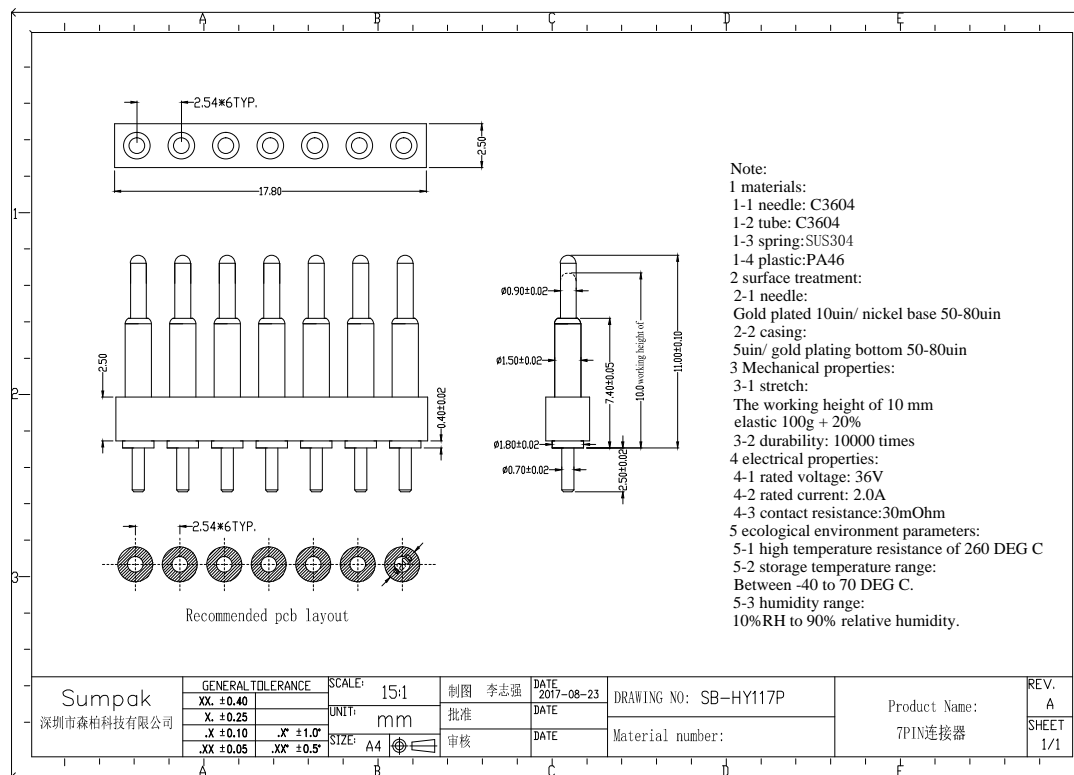 A B C D E
2.54*6TYP.
2.50
17.80
Note:
1 materials:
1-1 needle: C3604
1-2 tube: C3604
1-3 spring:SUS304
1-4 plastic:PA46
2 surface treatment:
2-1 needle:
Gold plated 10uin/ nickel base 50-80uin
2-2 casing:
5uin/ gold plating bottom 50-80uin
3 Mechanical properties:
3-1 stretch:
The working height of 10 mm
elastic 100g + 20%
3-2 durability: 10000 times
4 electrical properties:
4-1 rated voltage: 36V
4-2 rated current: 2.0A
4-3 contact resistance:30mOhm
5 ecological environment parameters:
5-1 high temperature resistance of 260 DEG C
5-2 storage temperature range:
Between -40 to 70 DEG C.
5-3 humidity range:
10%RH to 90% relative humidity.
1
2
3
2.50
0.40±0.02
ø0.90±0.02
ø1.50±0.02
ø1.80±0.02
ø0.70±0.02
7.40±0.05
10.0 working height of
11.00±0.10
2.50±0.02
2.54*6TYP.
Recommended pcb layout
Sumpak
深圳市森柏科技有限公司
GENERAL TOLERANCE
XX. ±0.40
X. ±0.25
.X ±0.10 .X° ±1.0°
.XX ±0.05 .XX° ±0.5°
SCALE: 15:1
UNIT: mm
SIZE: A4
制图 李志强 DATE 2017-08-23
批准 DATE
审核 DATE
DRAWING NO: SB-HY117P
Material number:
Product Name:
7PIN连接器
REV.
A
SHEET
1/1
A B C D E